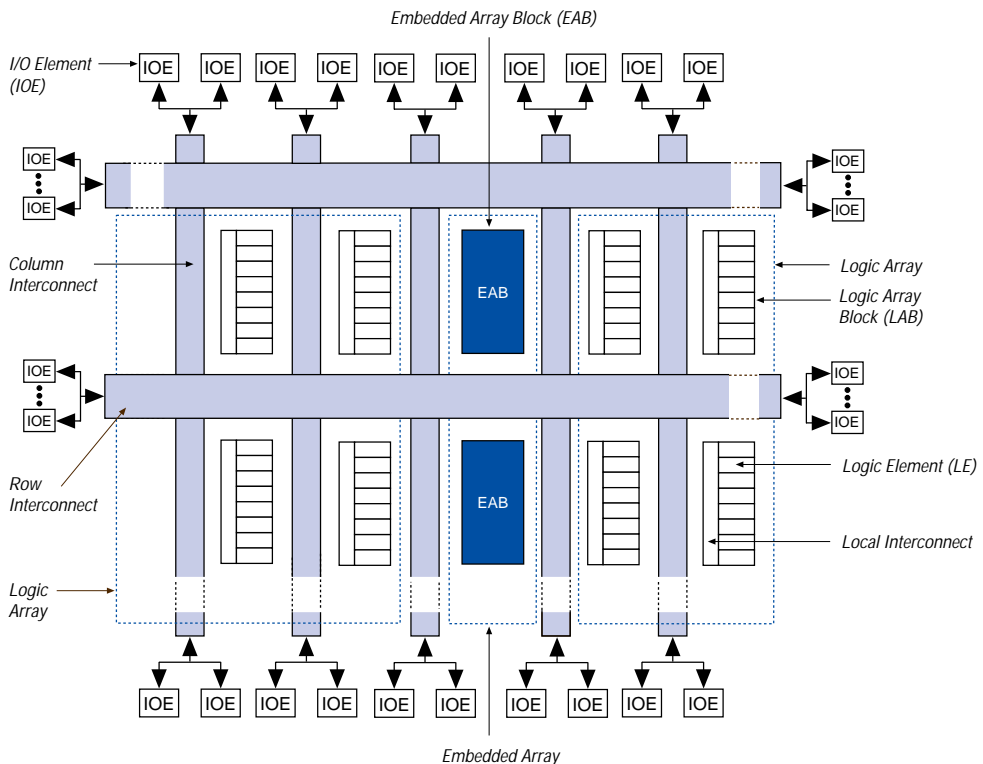 Embedded Array Block (EAB)
I/O Element
(IOE)
IOE IOE IOE IOE IOE IOE IOE IOE IOE IOE
IOE
IOE
IOE
IOE
Column
Interconnect
EAB
Logic Array
Logic Array
Block (LAB)
IOE
IOE
IOE
IOE
Row
Interconnect
EAB
Logic Element (LE)
Local Interconnect
Logic
Array
IOE IOE IOE IOE IOE IOE IOE IOE IOE IOE
Embedded Array